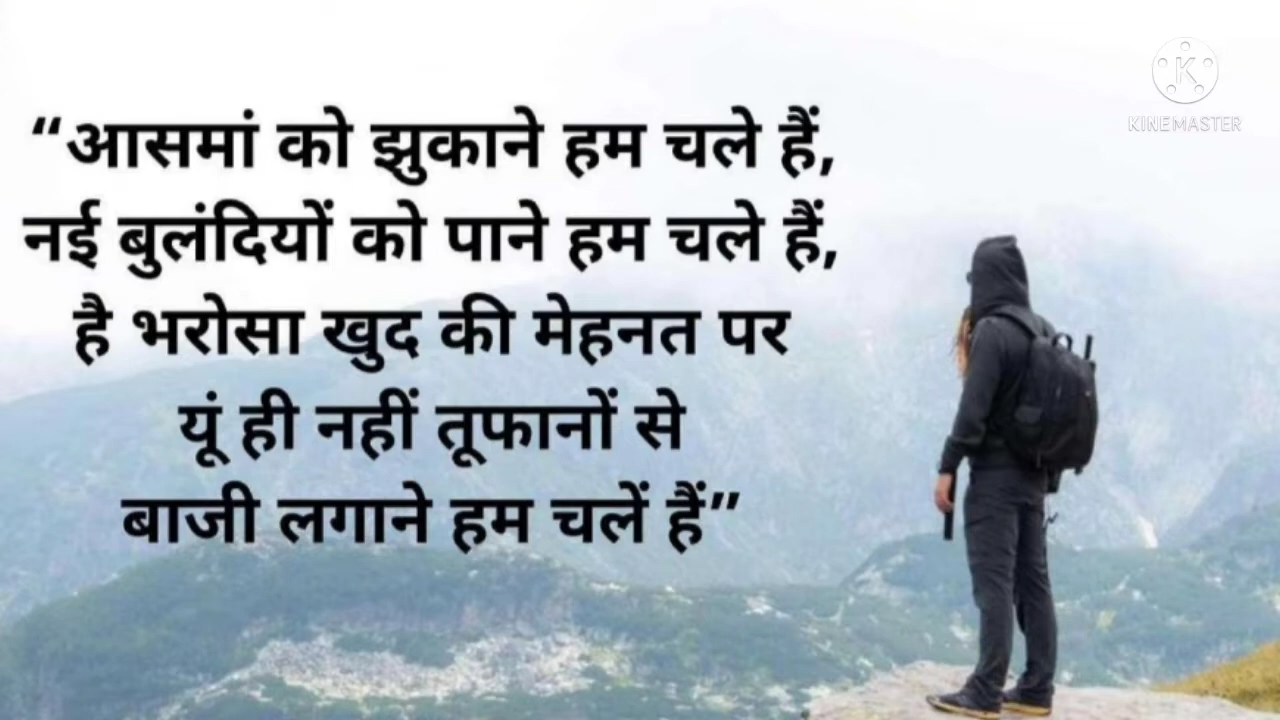 “आसमां को झुकाने हम चले हैं,
नई बुलंदियों को पाने हम चले हैं,
है भरोसा खुद की मेहनत पर
यूं ही नहीं तूफानों से
बाजी लगाने हम चलें हैं”
K
KINEMASTER